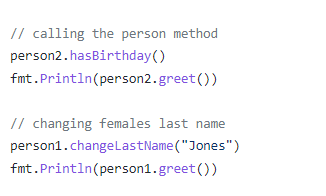 // calling the person method
person2.hasBirthday()
fmt.Println(person2.greet())
// changing females last name
person1.changeLastName("Jones")
fmt.Println(person1.greet())